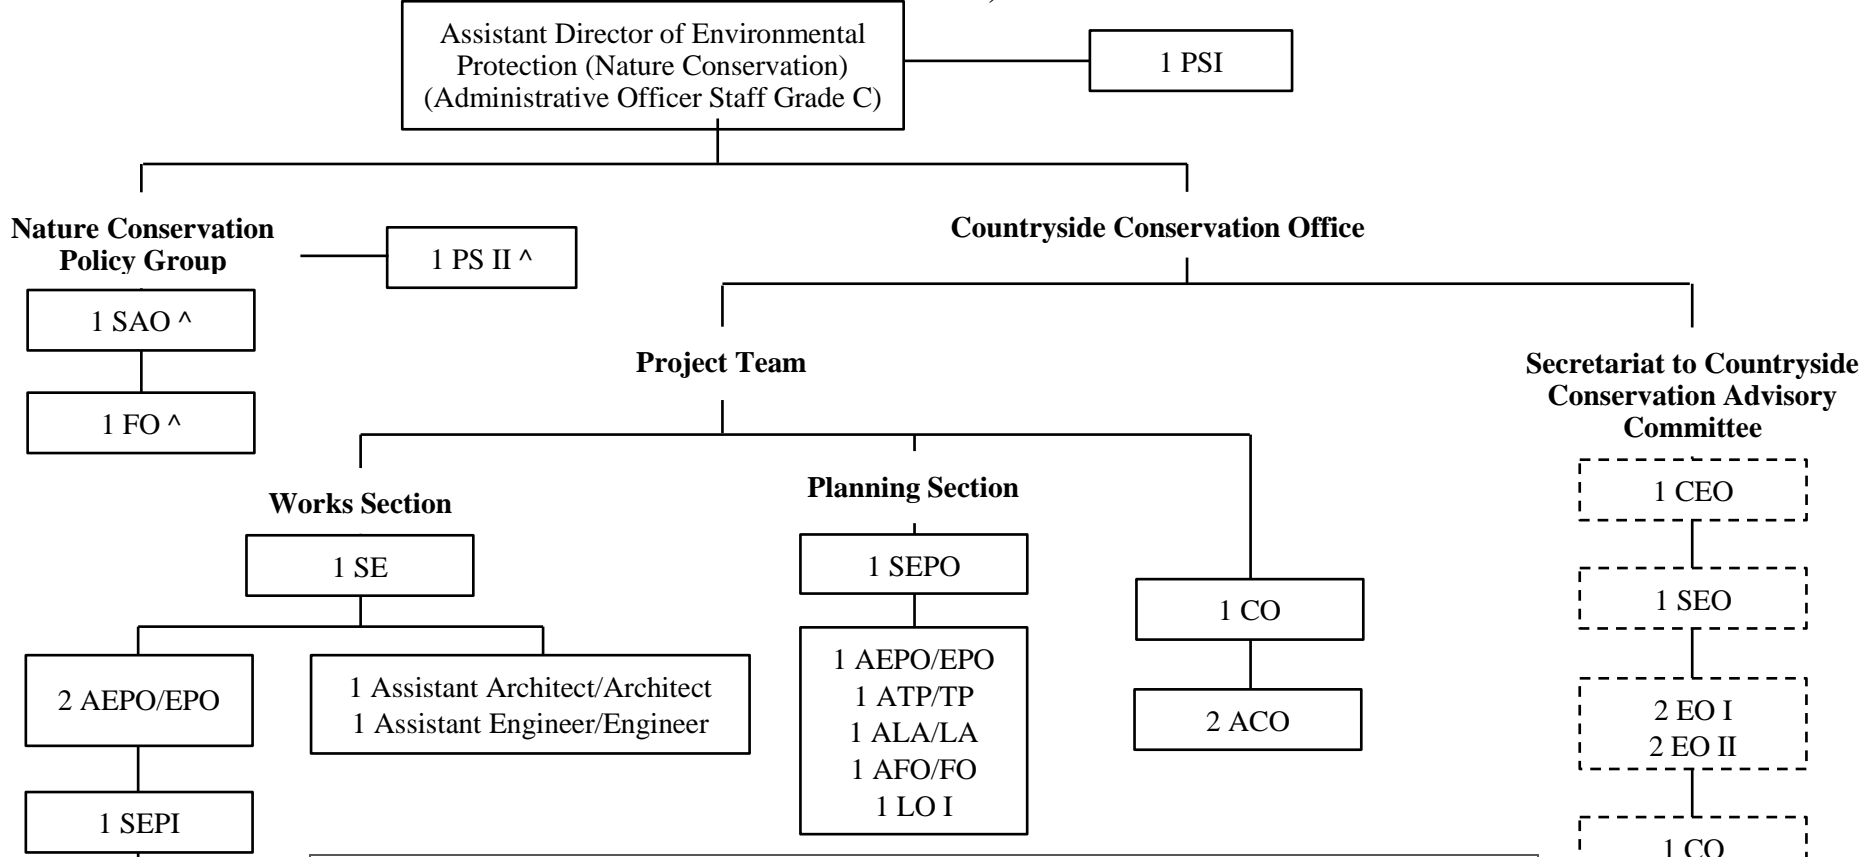 Assistant Director of Environmental
Protection (Nature Conservation)
(Administrative Officer Staff Grade C)
1 PSI
Nature Conservation
Policy Group
1 PS II ^
Countryside Conservation Office
1 SAO ^
1 FO ^
Project Team
Secretariat to Countryside
Conservation Advisory
Committee
Works Section
Planning Section
1 CEO
1 SE
1 SEPO
1 CO
1 SEO
2 AEPO/EPO
1 Assistant Architect/Architect
1 Assistant Engineer/Engineer
1 AEPO/EPO
1 ATP/TP
1 ALA/LA
1 AFO/FO
1 LO I
2 ACO
2 EO I
2 EO II
1 SEPI
1 CO